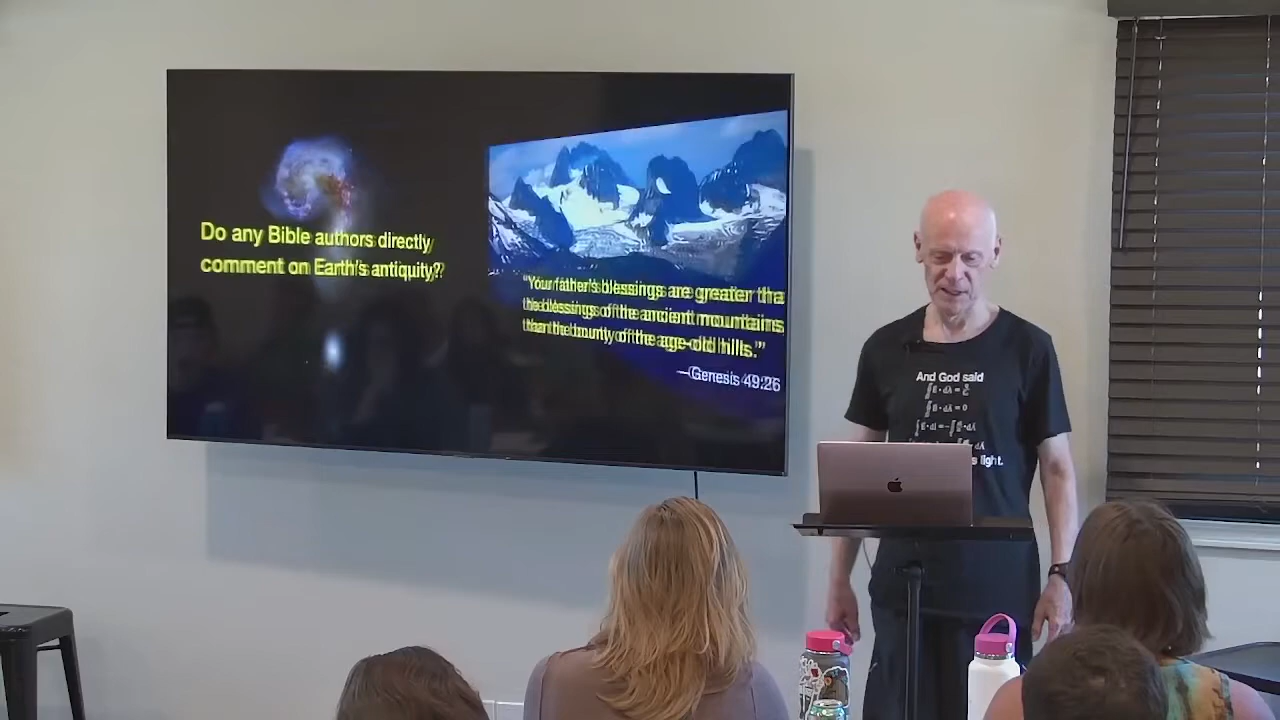 Do any Bible authors directly
comment on Earth's antiquity?
"Your father's blessings are greater tha
the blessings of the ancient mountains
than the bounty of the age-old hills."
—Genesis 49:26
And God said
light.